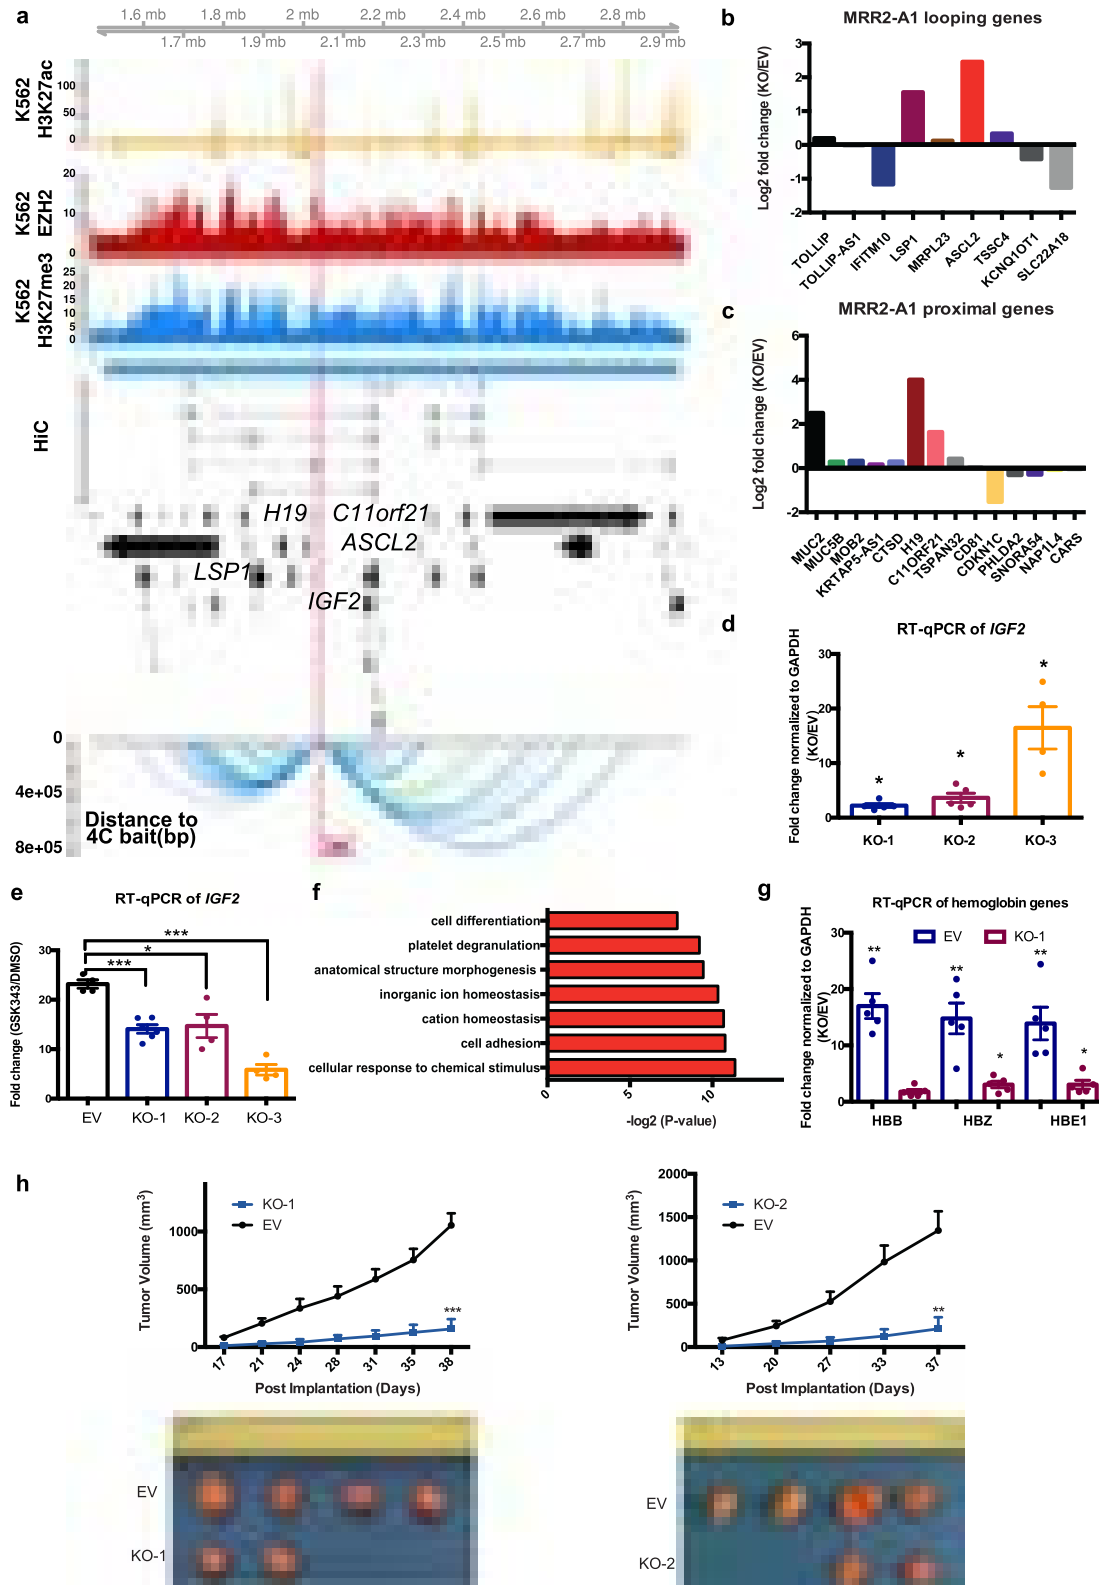 a
1.6 mb 1.8 mb 2 mb 2.2 mb 2.4 mb 2.6 mb 2.8 mb
1.7 mb 1.9 mb 2.1 mb 2.3 mb 2.5 mb 2.7 mb 2.9 mb
K562
H3K27ac
100
50
0
K562
EZH2
20
10
0
K562
H3K27me3
25
20
15
10
5
0
HiC
H19 C11orf21
ASCL2
LSP1
IGF2
0
4e+05
8e+05
Distance to
4C bait(bp)
b
MRR2-A1 looping genes
Log2 fold change (KO/EV)
3
2
1
0
-1
-2
TOLLIP
TOLLIP-AS1
IFITM10
LSP1
MRPL23
ASCL2
TSSC4
KCNQ1OT1
SLC22A18
c
MRR2-A1 proximal genes
Log2 fold change (KO/EV)
6
4
2
0
-2
MUC2
MUC5B
MOB2
KRTAP5-AS1
CTSD
H19
C11ORF21
TSPAN32
CD81
CDKN1C
PHLDA2
SNORA54
NAP1L4
CARS
d
RT-qPCR of IGF2
Fold change normalized to GAPDH
(KO/EV)
30
20
10
0
* * *
KO-1 KO-2 KO-3
e
RT-qPCR of IGF2
Fold change (GSK343/DMSO)
30
20
10
0
***
*
***
EV KO-1 KO-2 KO-3
f
cell differentiation
platelet degranulation
anatomical structure morphogenesis
inorganic ion homeostasis
cation homeostasis
cell adhesion
cellular response to chemical stimulus
0 5 10
-log2 (P-value)
g
RT-qPCR of hemoglobin genes
Fold change normalized to GAPDH
(KO/EV)
EV KO-1
30
20
10
0
** ** **
* *
HBB HBZ HBE1
h
Tumor Volume (mm3)
KO-1
EV
1000
500
0
***
17 21 24 28 31 35 38
Post Implantation (Days)
EV
KO-1
Tumor Volume (mm3)
KO-2
EV
2000
1500
1000
500
0
**
13 20 27 33 37
Post Implantation (Days)
EV
KO-2